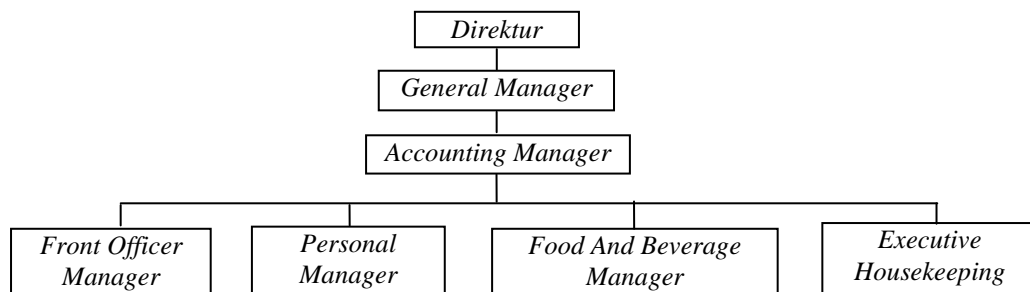 Direktur
General Manager
Accounting Manager
Front Officer
Manager
Personal
Manager
Food And Beverage
Manager
Executive
Housekeeping